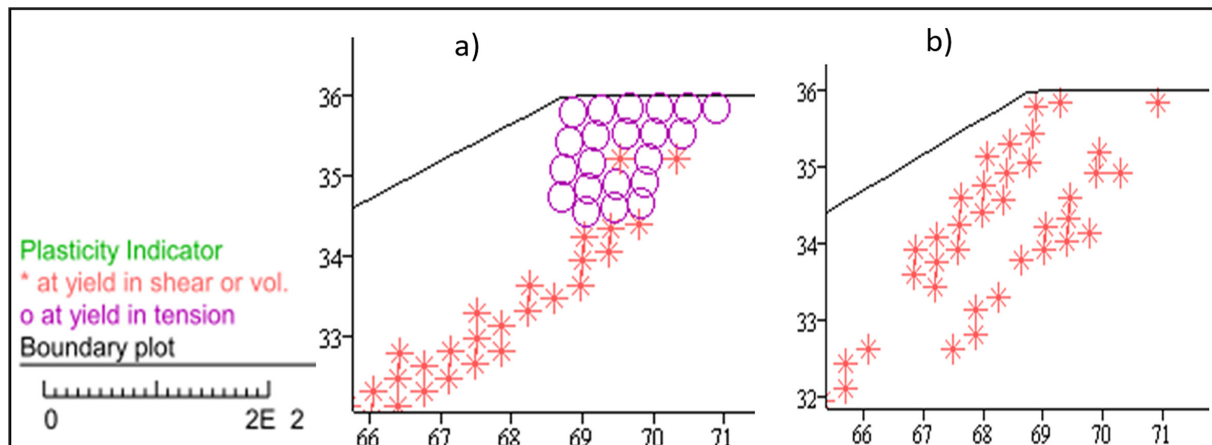 a)
b)
Plasticity Indicator
* at yield in shear or vol.
o at yield in tension
Boundary plot
0 2E 2
36
35
34
33
66 67 68 69 70 71
36
35
34
33
32
66 67 68 69 70 71